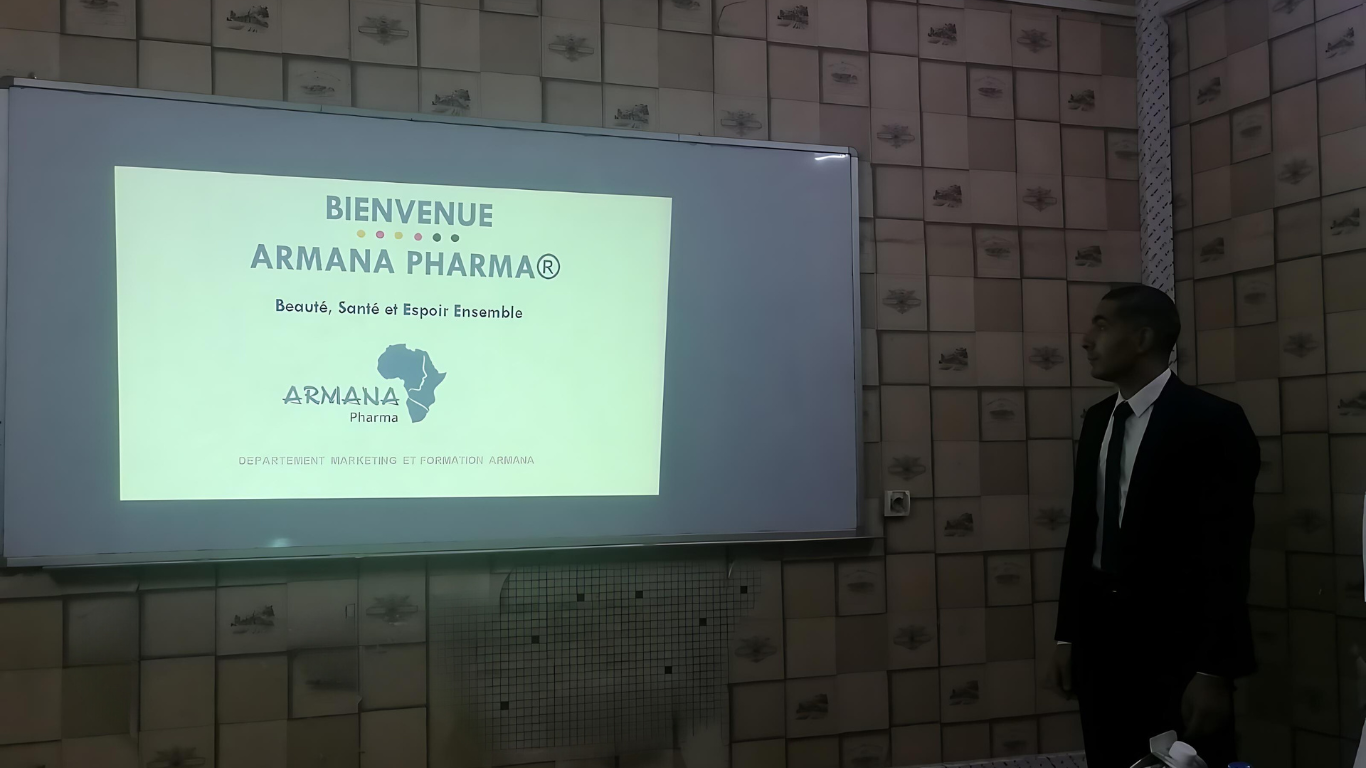 BIENVENUE
ARMANA PHARMA®
Beauté, Santé et Espoir Ensemble
ARMANA
Pharma
DEPARTEMENT MARKETING ET FORMATION ARMANA